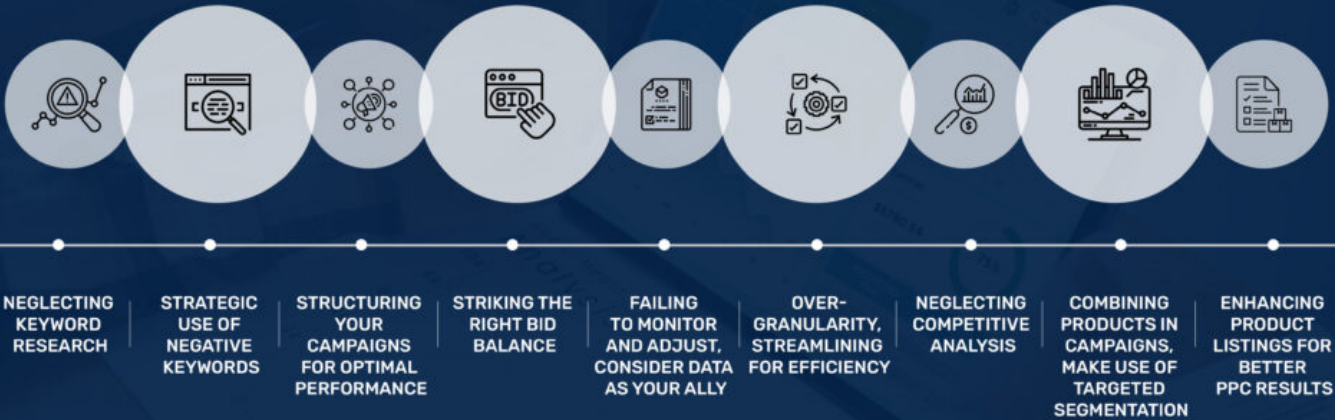 BID
NEGLECTING
KEYWORD
RESEARCH
STRATEGIC
USE OF
NEGATIVE
KEYWORDS
STRUCTURING
YOUR
CAMPAIGNS
FOR OPTIMAL
PERFORMANCE
STRIKING THE
RIGHT BID
BALANCE
FAILING
TO MONITOR
AND ADJUST,
CONSIDER DATA
AS YOUR ALLY
OVER-
GRANULARITY,
STREAMLINING
FOR EFFICIENCY
NEGLECTING
COMPETITIVE
ANALYSIS
COMBINING
PRODUCTS IN
CAMPAIGNS,
MAKE USE OF
TARGETED
SEGMENTATION
ENHANCING
PRODUCT
LISTINGS FOR
BETTER
PPC RESULTS